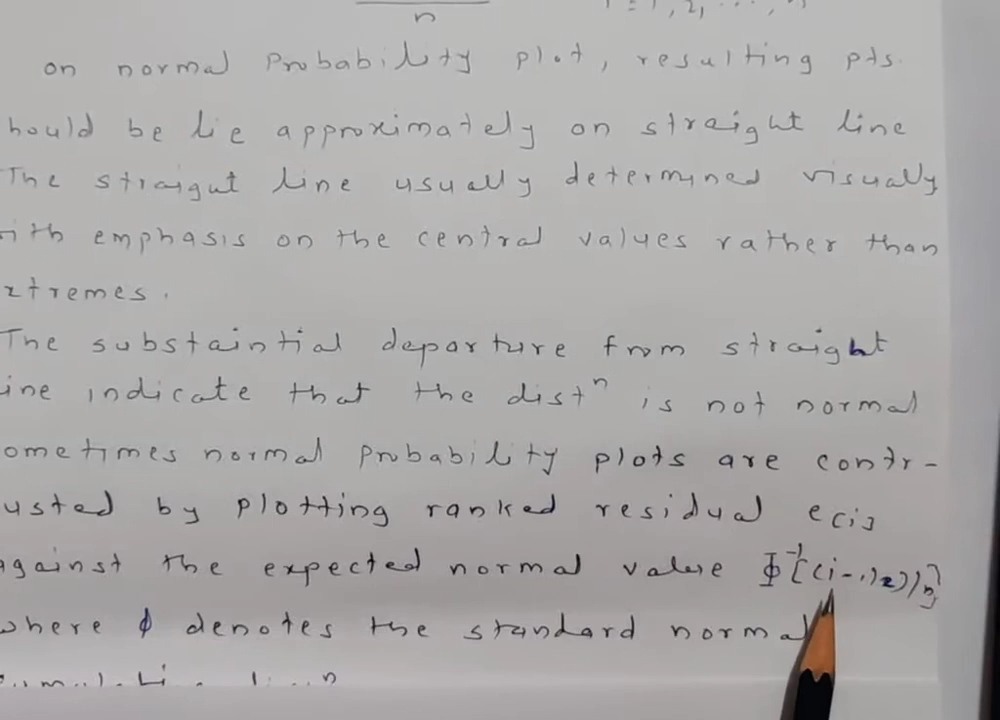 n i = 1, 2, ..., n
on normal Probability plot, resulting pts.
hould be lie approximately on straight line
The straigut line usually determined visually
ith emphasis on the central values rather than
xtremes.
The substaintial departure from straight
ine indicate that the distⁿ is not normal
ometimes normal Probability plots are contr-
usted by plotting ranked residual e(i)
against the expected normal value Φ⁻¹[(i-1/2)/n]
where ϕ denotes the standard normal